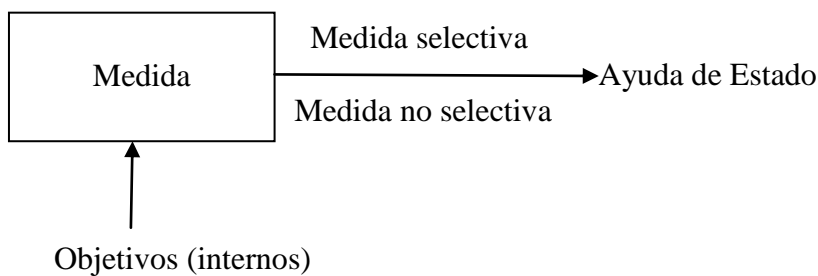 Medida selectiva
Medida
Ayuda de Estado
Medida no selectiva
Objetivos (internos)